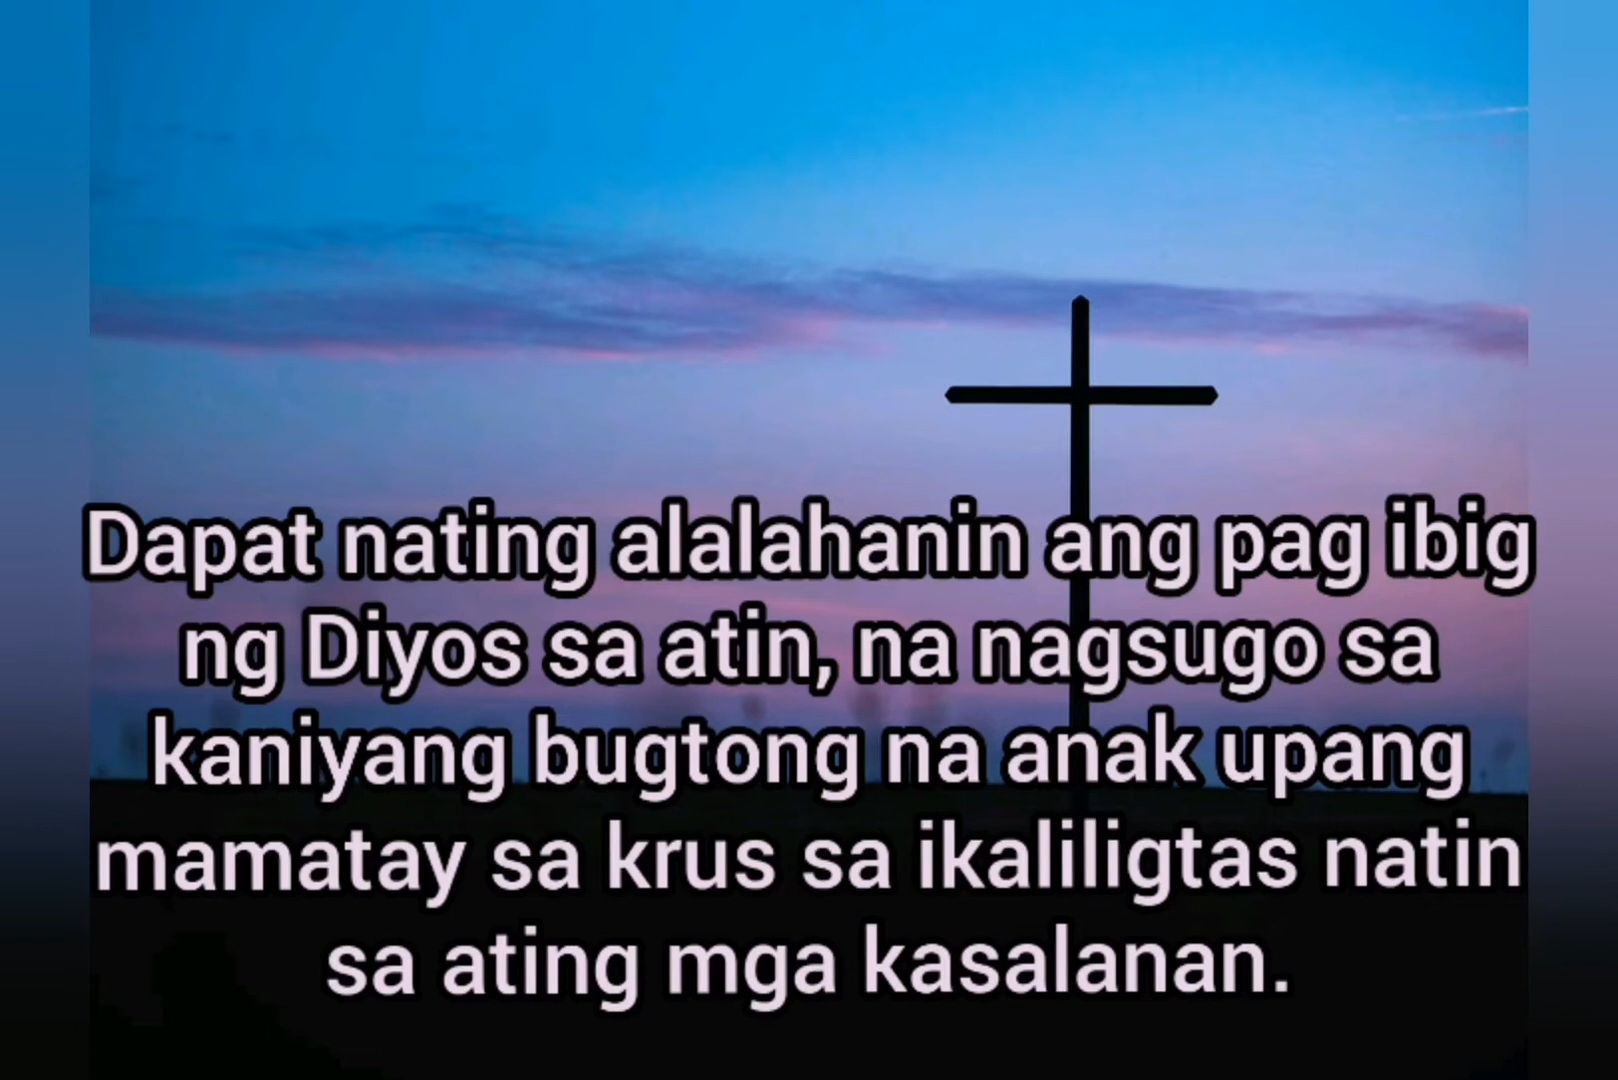 Dapat nating alalahanin ang pag ibig
ng Diyos sa atin, na nagsugo sa
kaniyang bugtong na anak upang
mamatay sa krus sa ikaliligtas natin
sa ating mga kasalanan.